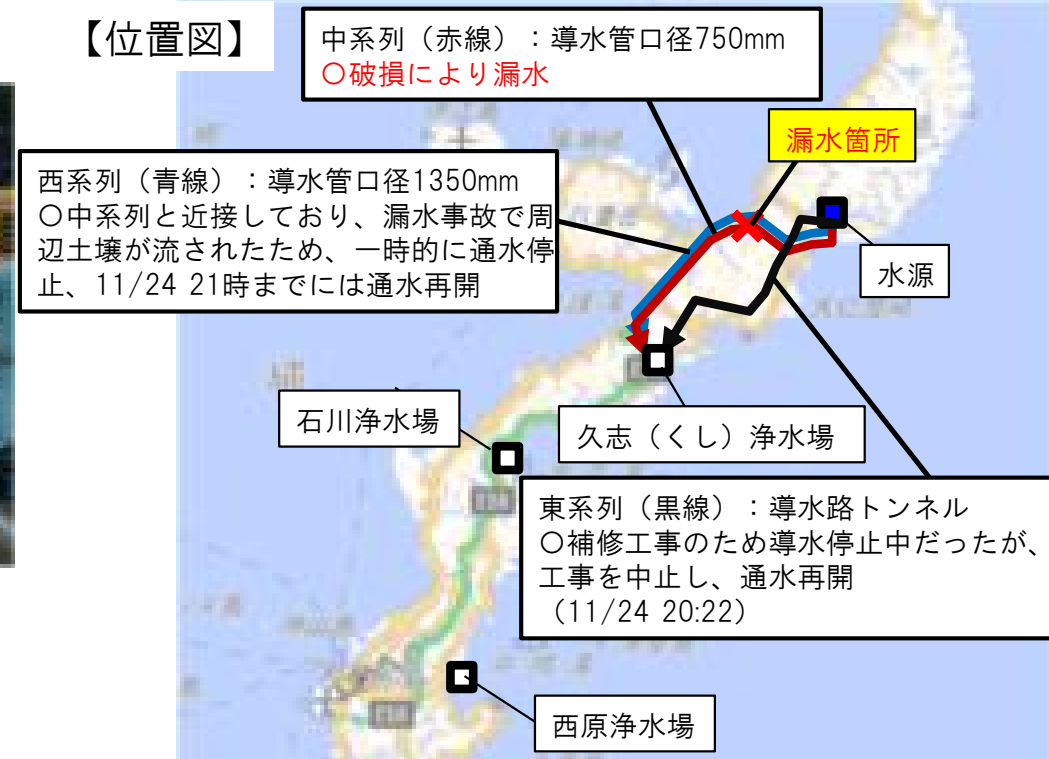 【位置図】
中系列（赤線）：導水管口径750mm
〇破損により漏水
漏水箇所
西系列（青線）：導水管口径1350mm
〇中系列と近接しており、漏水事故で周
辺土壌が流されたため、一時的に通水停
止、11/24 21時までには通水再開
水源
石川浄水場
久志（くし）浄水場
東系列（黒線）：導水路トンネル
〇補修工事のため導水停止中だったが、
工事を中止し、通水再開
（11/24 20:22）
西原浄水場